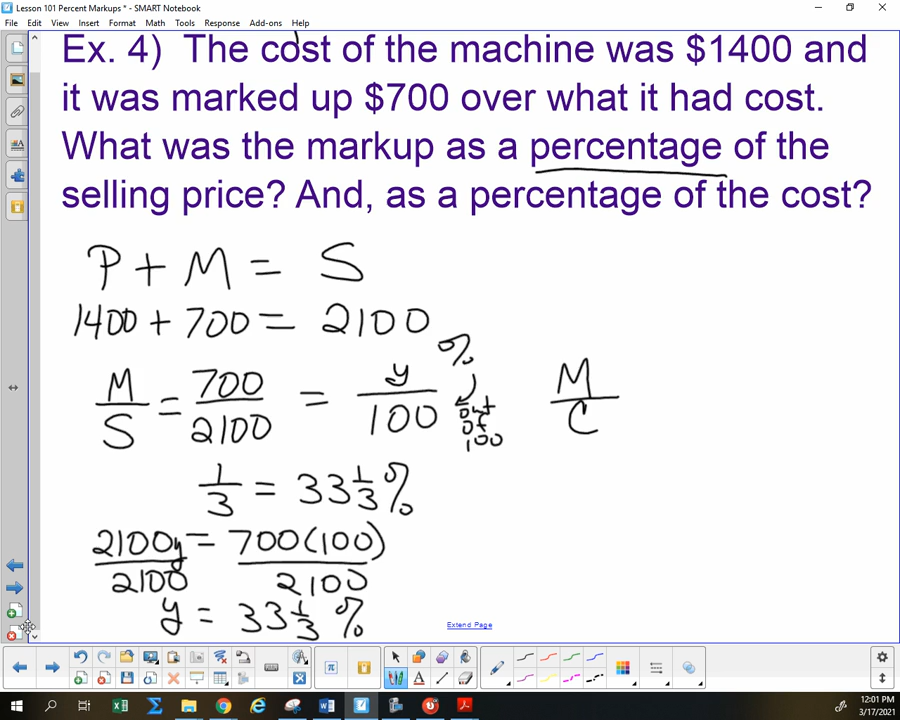 Lesson 101 Percent Markups * - SMART Notebook
File Edit View Insert Format Math Tools Response Add-ons Help
Ex. 4) The cost of the machine was $1400 and
it was marked up $700 over what it had cost.
What was the markup as a percentage of the
selling price? And, as a percentage of the cost?
P + M = S
1400 + 700 = 2100
%
M/S = 700/2100 = y/100
out
of
100
M/C
1/3 = 33 1/3 %
2100y/2100 = 700(100)/2100
y = 33 1/3 %
Extend Page
12:01 PM
3/17/2021